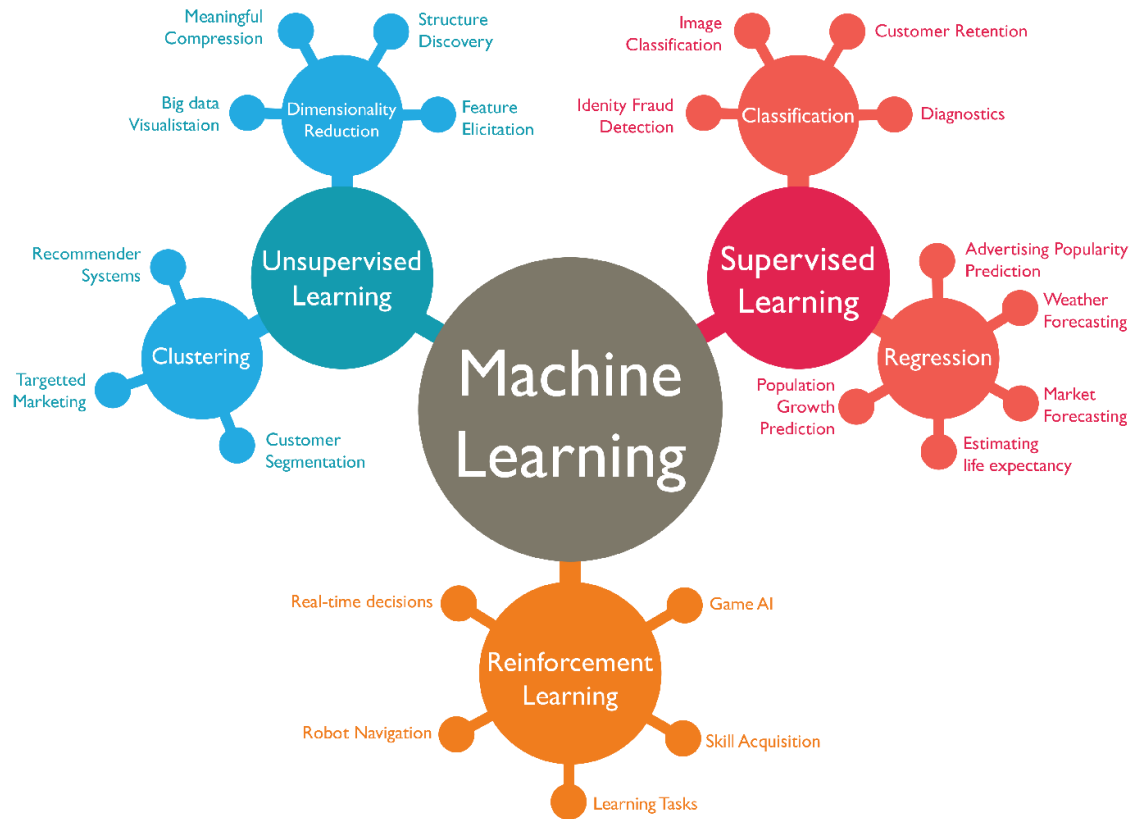 Meaningful
Compression
Structure
Discovery
Big data
Visualistaion
Dimensionality
Reduction
Feature
Elicitation
Image
Classification
Customer Retention
Idenity Fraud
Detection
Classification
Diagnostics
Recommender
Systems
Unsupervised
Learning
Clustering
Targetted
Marketing
Customer
Segmentation
Machine
Learning
Supervised
Learning
Advertising Popularity
Prediction
Weather
Forecasting
Regression
Population
Growth
Prediction
Market
Forecasting
Estimating
life expectancy
Real-time decisions
Game AI
Reinforcement
Learning
Robot Navigation
Skill Acquisition
Learning Tasks